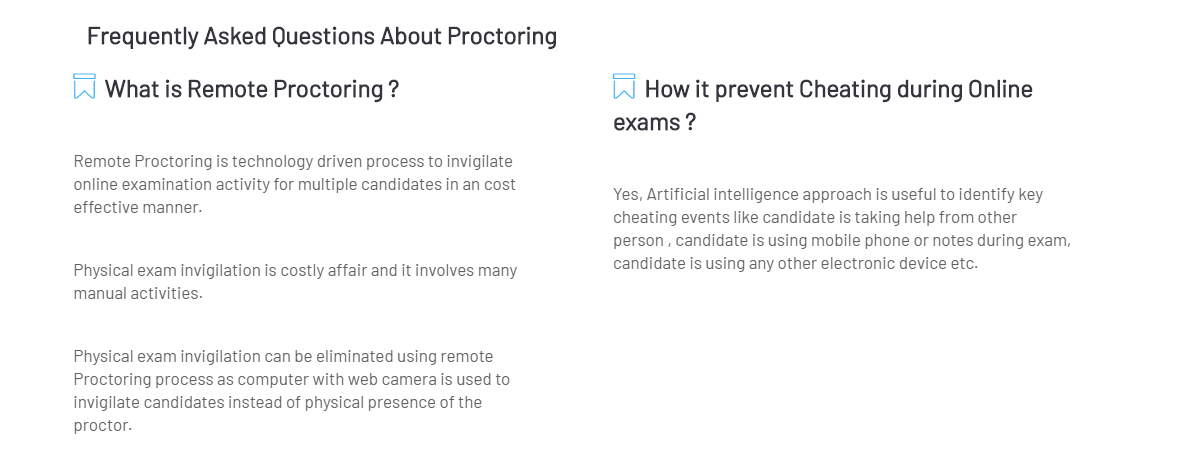 Frequently Asked Questions About Proctoring
What is Remote Proctoring ?
Remote Proctoring is technology driven process to invigilate
online examination activity for multiple candidates in an cost
effective manner.
Physical exam invigilation is costly affair and it involves many
manual activities.
Physical exam invigilation can be eliminated using remote
Proctoring process as computer with web camera is used to
invigilate candidates instead of physical presence of the
proctor.
How it prevent Cheating during Online
exams ?
Yes, Artificial intelligence approach is useful to identify key
cheating events like candidate is taking help from other
person , candidate is using mobile phone or notes during exam,
candidate is using any other electronic device etc.